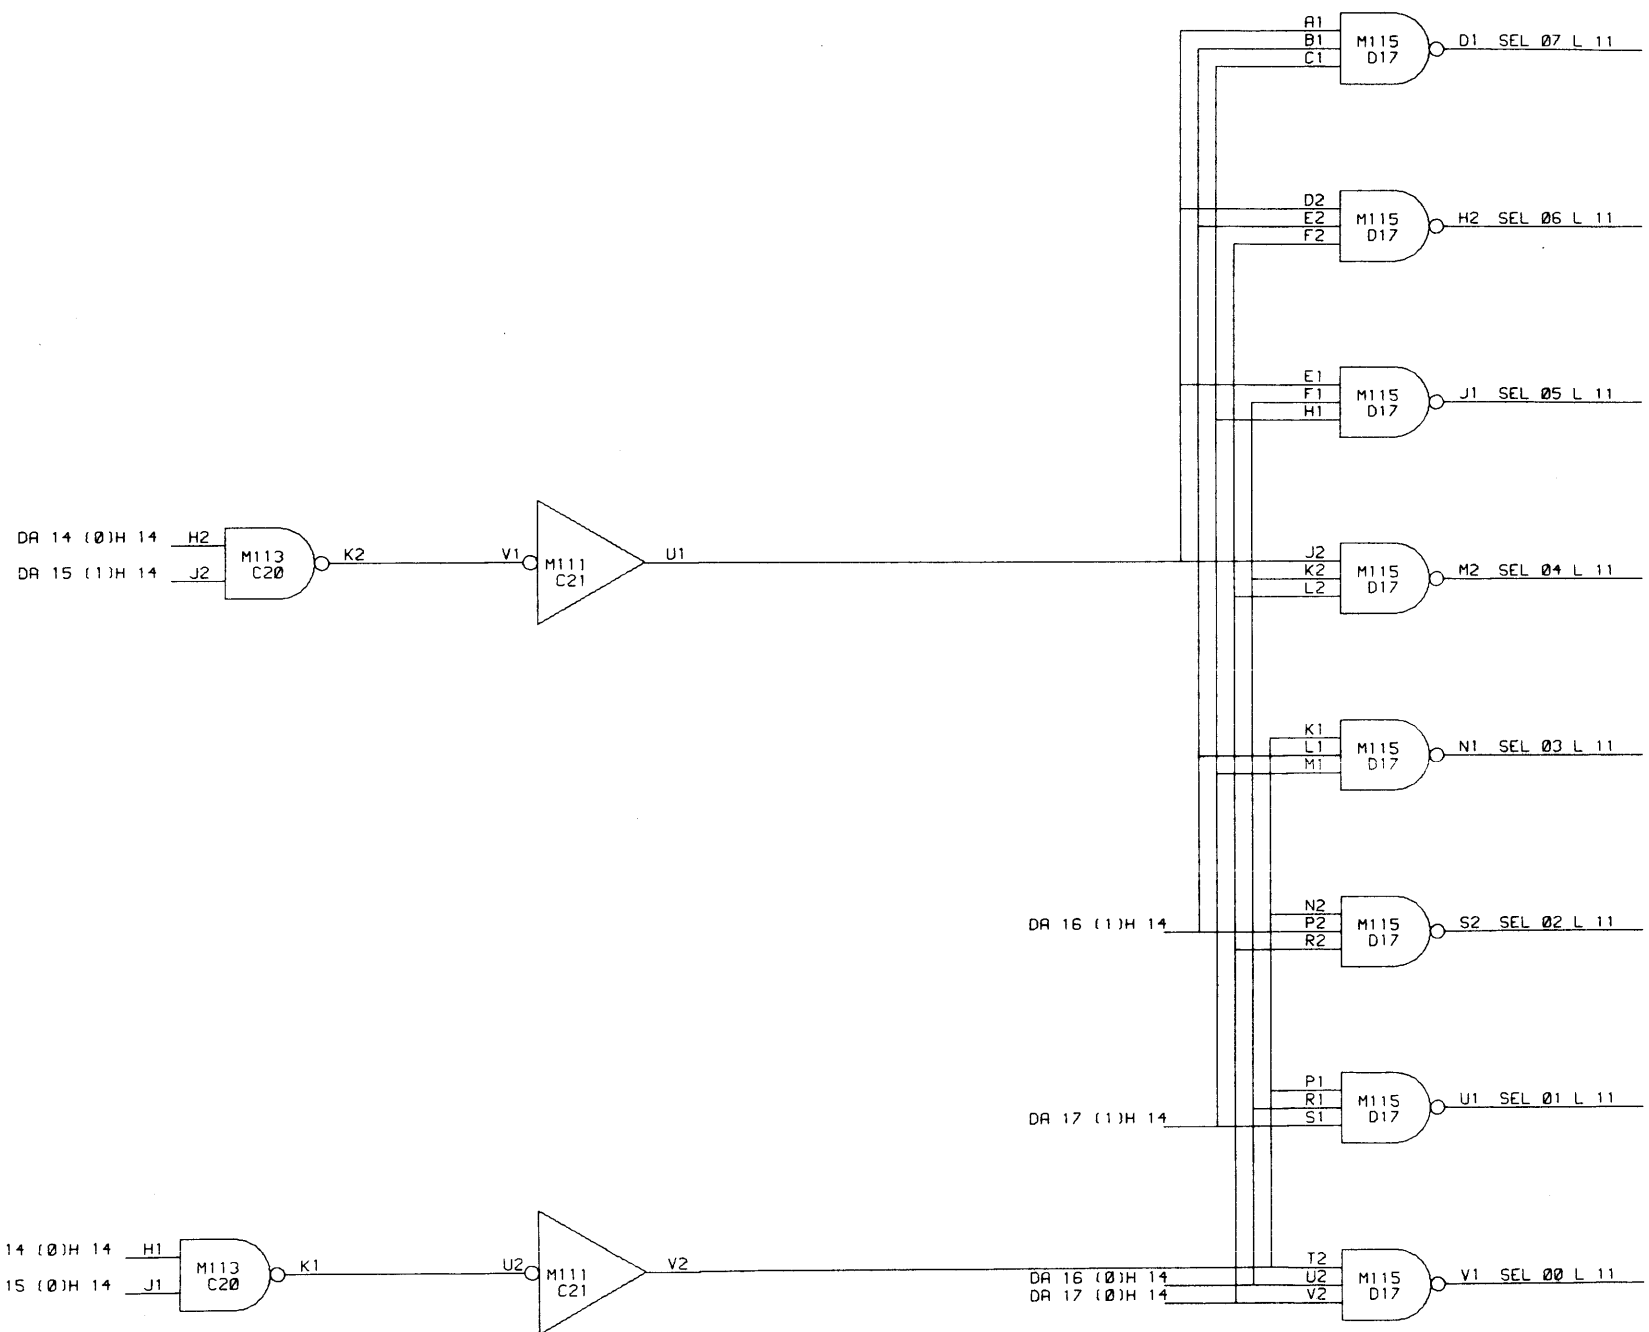 A1
B1
C1
M115
D17
D1 SEL 07 L 11
D2
E2
F2
M115
D17
H2 SEL 06 L 11
E1
F1
H1
M115
D17
J1 SEL 05 L 11
DA 14 (0)H 14 H2
DA 15 (1)H 14 J2
M113
C20
K2
V1
M111
C21
U1
J2
K2
L2
M115
D17
M2 SEL 04 L 11
K1
L1
M1
M115
D17
N1 SEL 03 L 11
DA 16 (1)H 14
N2
P2
R2
M115
D17
S2 SEL 02 L 11
DA 17 (1)H 14
P1
R1
S1
M115
D17
U1 SEL 01 L 11
14 (0)H 14 H1
15 (0)H 14 J1
M113
C20
K1
U2
M111
C21
V2
DA 16 (0)H 14
DA 17 (0)H 14
T2
U2
V2
M115
D17
V1 SEL 00 L 11